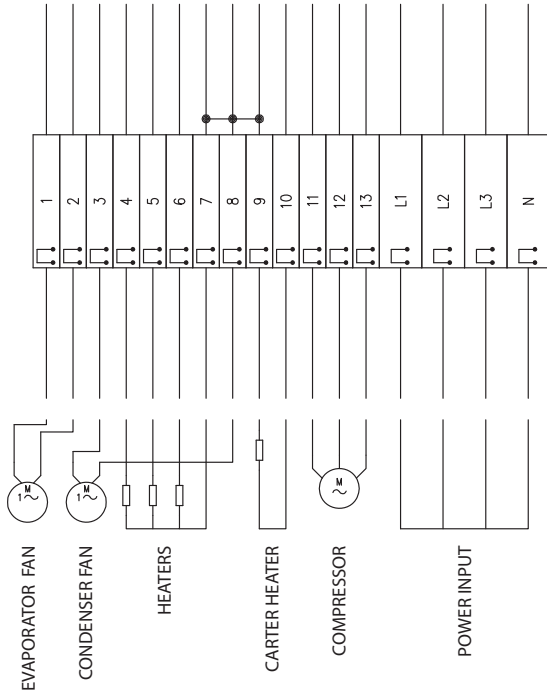 1
2
3
4
5
6
7
8
9
10
11
12
13
L1
L2
L3
N
M
1~
M
1~
M
~
EVAPORATOR FAN
CONDENSER FAN
HEATERS
CARTER HEATER
COMPRESSOR
POWER INPUT